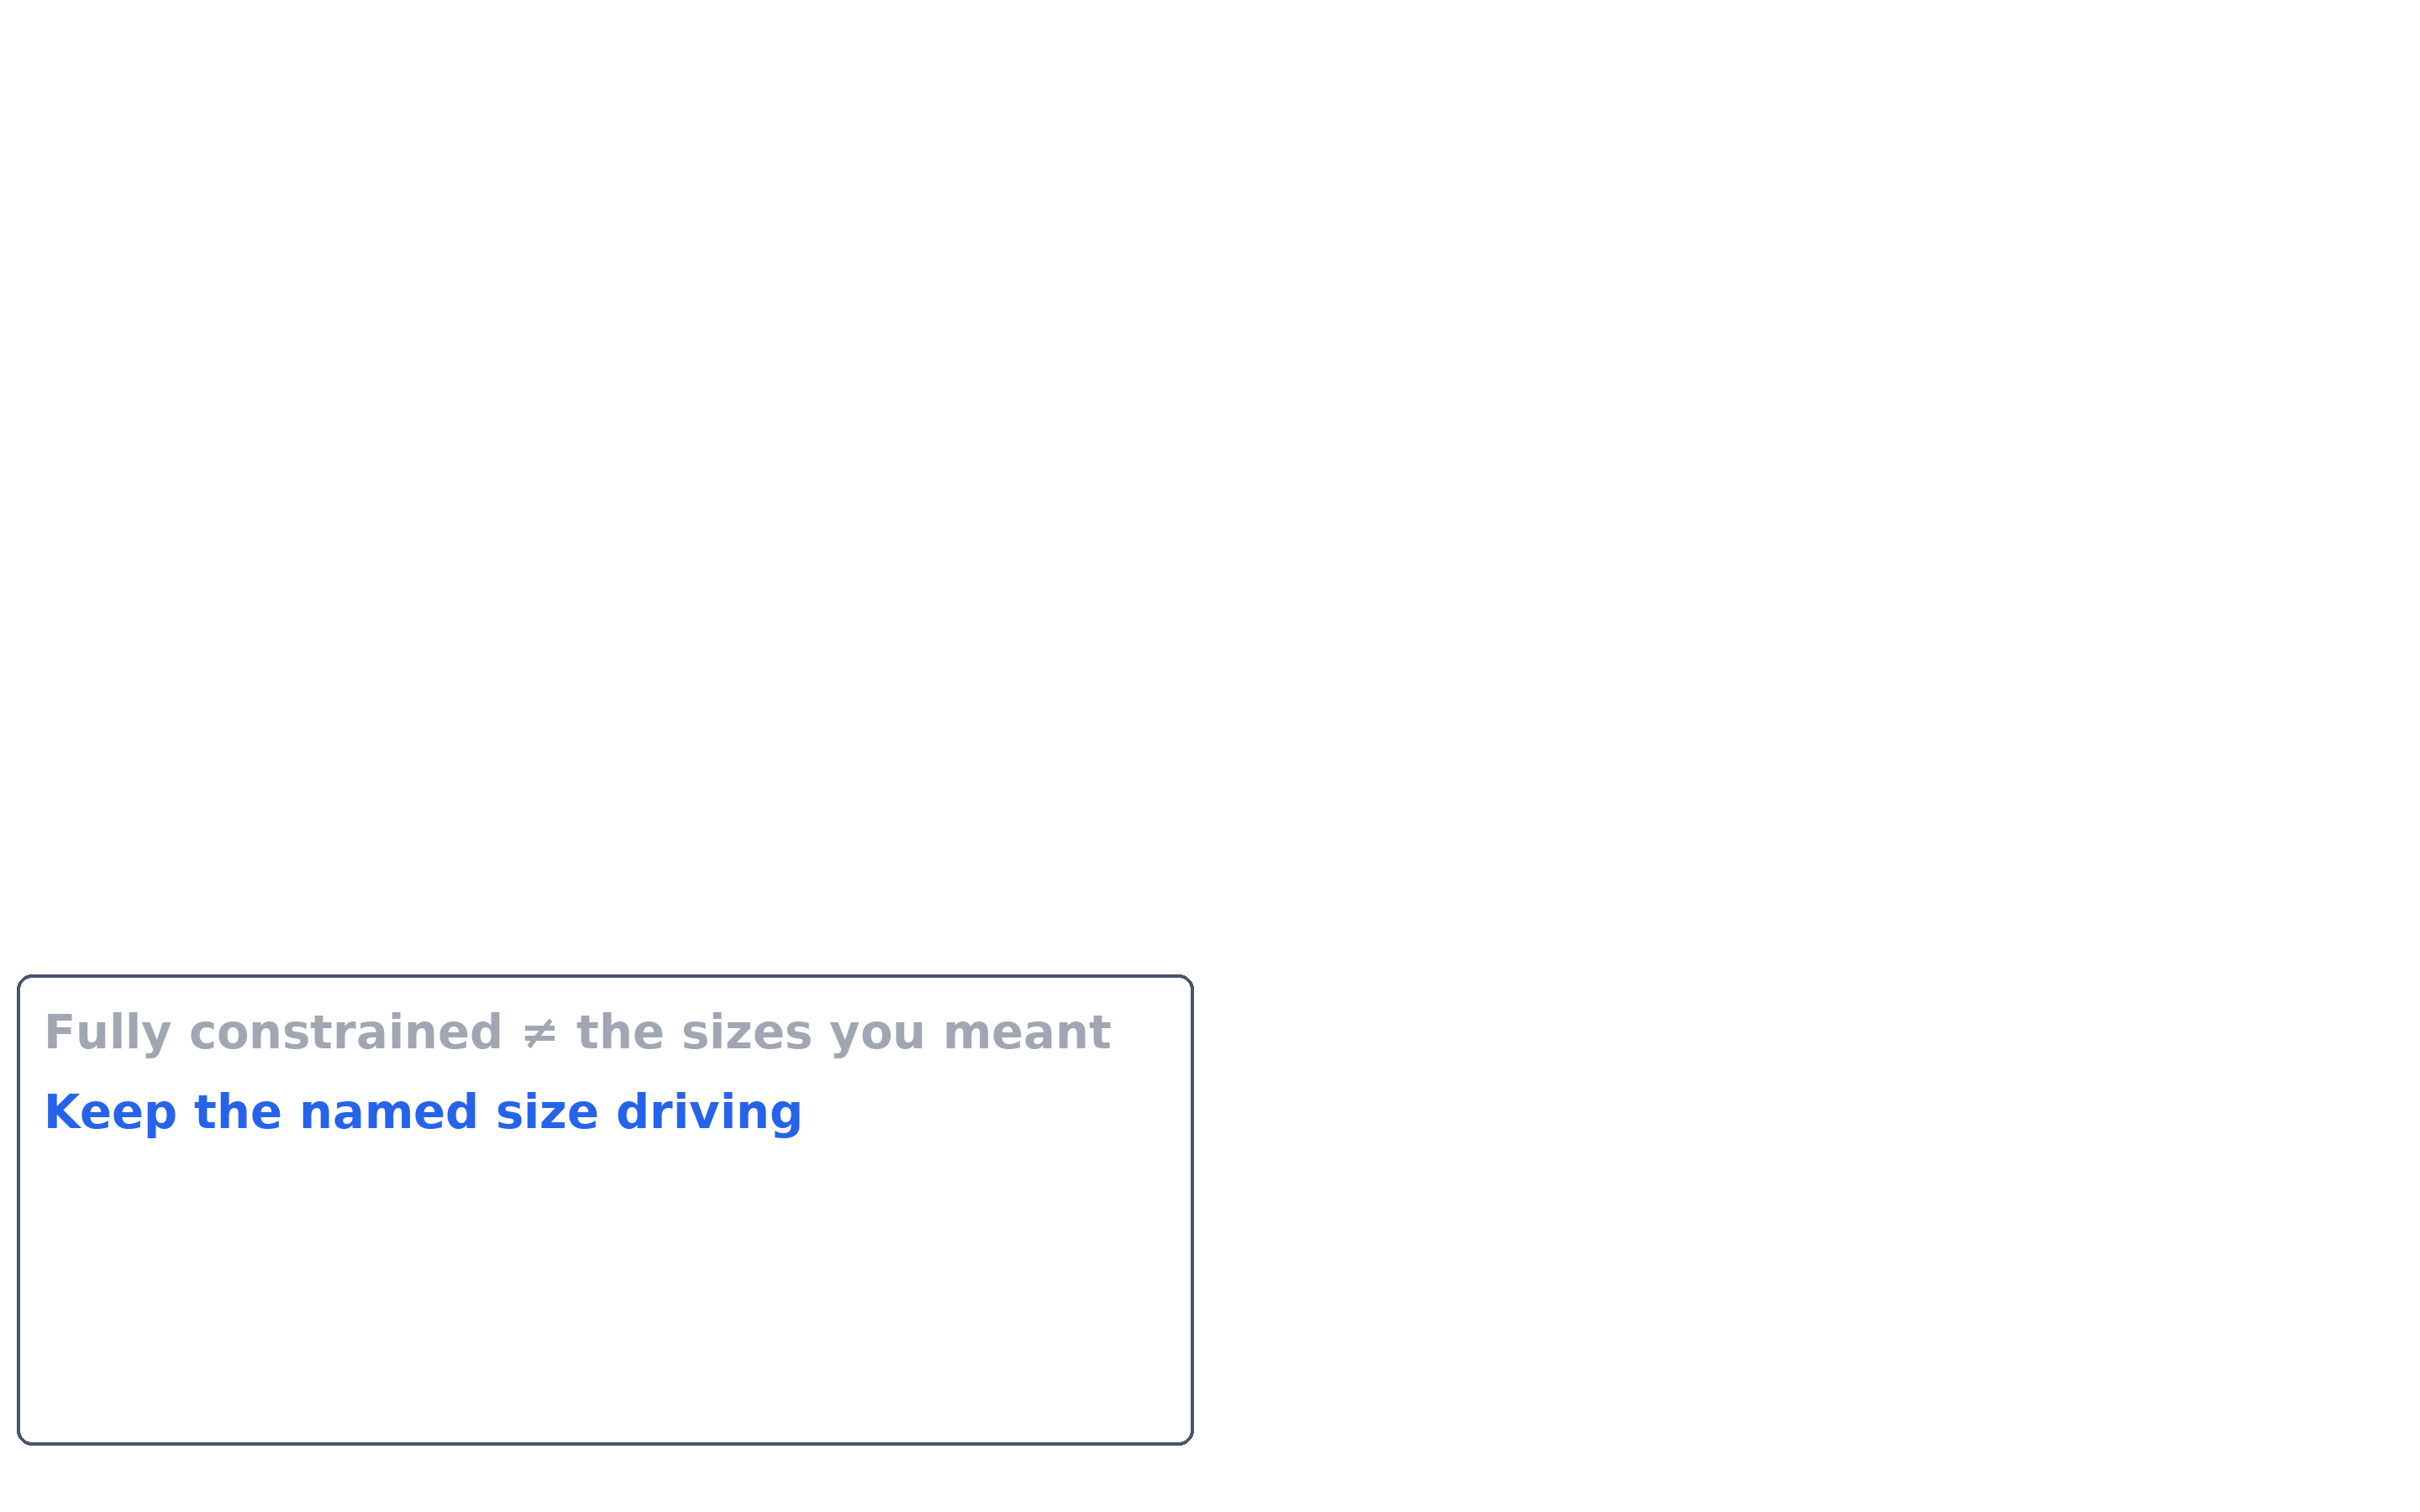 Fully constrained ≠ the sizes you meant
Keep the named size driving